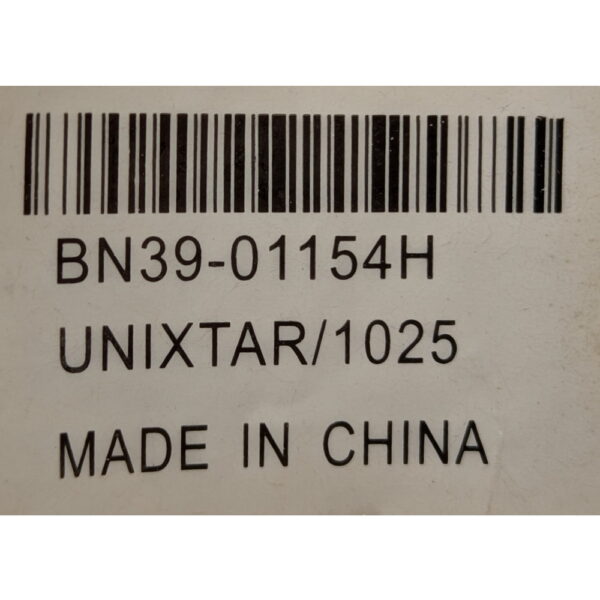 BN39-01154H
UNIXTAR/1025
MADE IN CHINA